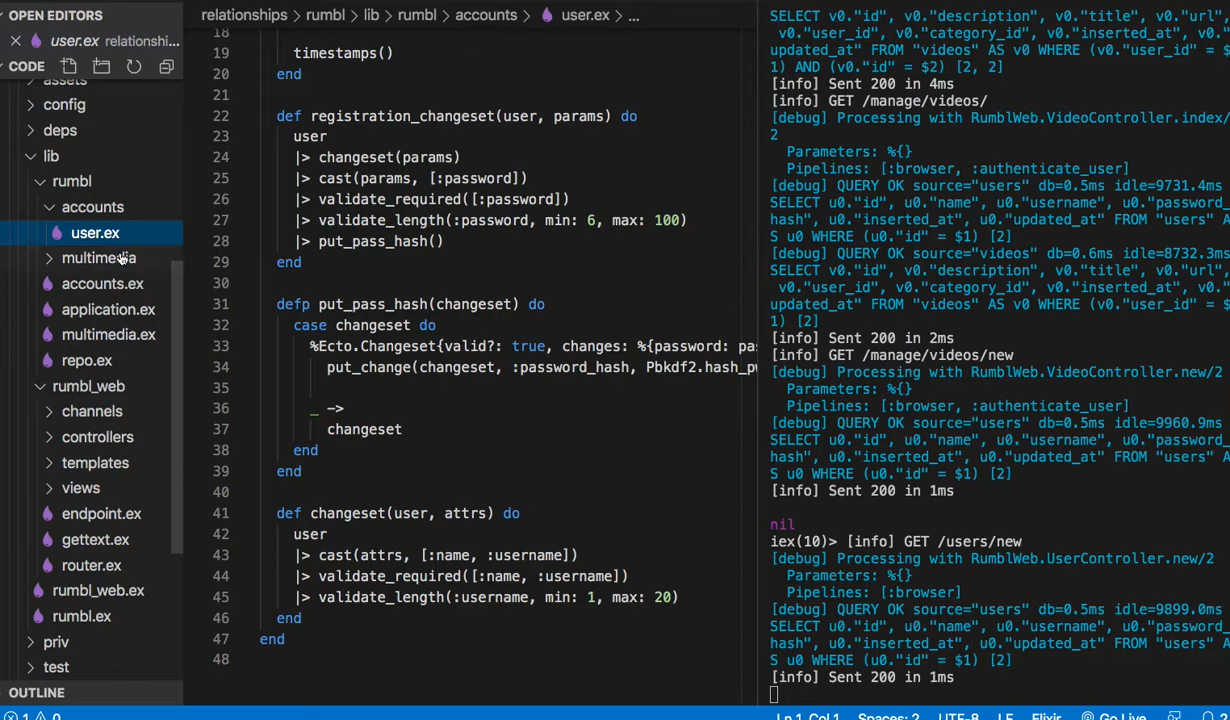 OPEN EDITORS
user.ex relationshi...
CODE
assets
config
deps
lib
rumbl
accounts
user.ex
multimedia
accounts.ex
application.ex
multimedia.ex
repo.ex
rumbl_web
channels
controllers
templates
views
endpoint.ex
gettext.ex
router.ex
rumbl_web.ex
rumbl.ex
priv
test
OUTLINE
1 0
relationships > rumbl > lib > rumbl > accounts > user.ex > ...
18
19 timestamps()
20 end
21
22 def registration_changeset(user, params) do
23 user
24 |> changeset(params)
25 |> cast(params, [:password])
26 |> validate_required([:password])
27 |> validate_length(:password, min: 6, max: 100)
28 |> put_pass_hash()
29 end
30
31 defp put_pass_hash(changeset) do
32 case changeset do
33 %Ecto.Changeset{valid?: true, changes: %{password: pas
34 put_change(changeset, :password_hash, Pbkdf2.hash_pw
35
36 _ ->
37 changeset
38 end
39 end
40
41 def changeset(user, attrs) do
42 user
43 |> cast(attrs, [:name, :username])
44 |> validate_required([:name, :username])
45 |> validate_length(:username, min: 1, max: 20)
46 end
47 end
48
SELECT v0."id", v0."description", v0."title", v0."url",
v0."user_id", v0."category_id", v0."inserted_at", v0."
updated_at" FROM "videos" AS v0 WHERE (v0."user_id" = $
1) AND (v0."id" = $2) [2, 2]
[info] Sent 200 in 4ms
[info] GET /manage/videos/
[debug] Processing with RumblWeb.VideoController.index/
2
Parameters: %{}
Pipelines: [:browser, :authenticate_user]
[debug] QUERY OK source="users" db=0.5ms idle=9731.4ms
SELECT u0."id", u0."name", u0."username", u0."password_
hash", u0."inserted_at", u0."updated_at" FROM "users" A
S u0 WHERE (u0."id" = $1) [2]
[debug] QUERY OK source="videos" db=0.6ms idle=8732.3ms
SELECT v0."id", v0."description", v0."title", v0."url",
v0."user_id", v0."category_id", v0."inserted_at", v0."
updated_at" FROM "videos" AS v0 WHERE (v0."user_id" = $
1) [2]
[info] Sent 200 in 2ms
[info] GET /manage/videos/new
[debug] Processing with RumblWeb.VideoController.new/2
Parameters: %{}
Pipelines: [:browser, :authenticate_user]
[debug] QUERY OK source="users" db=0.5ms idle=9960.9ms
SELECT u0."id", u0."name", u0."username", u0."password_
hash", u0."inserted_at", u0."updated_at" FROM "users" A
S u0 WHERE (u0."id" = $1) [2]
[info] Sent 200 in 1ms
nil
iex(10)> [info] GET /users/new
[debug] Processing with RumblWeb.UserController.new/2
Parameters: %{}
Pipelines: [:browser]
[debug] QUERY OK source="users" db=0.5ms idle=9899.0ms
SELECT u0."id", u0."name", u0."username", u0."password_
hash", u0."inserted_at", u0."updated_at" FROM "users" A
S u0 WHERE (u0."id" = $1) [2]
[info] Sent 200 in 1ms
Ln 1, Col 1 Spaces: 2 UTF-8 LF Elixir Go Live 2